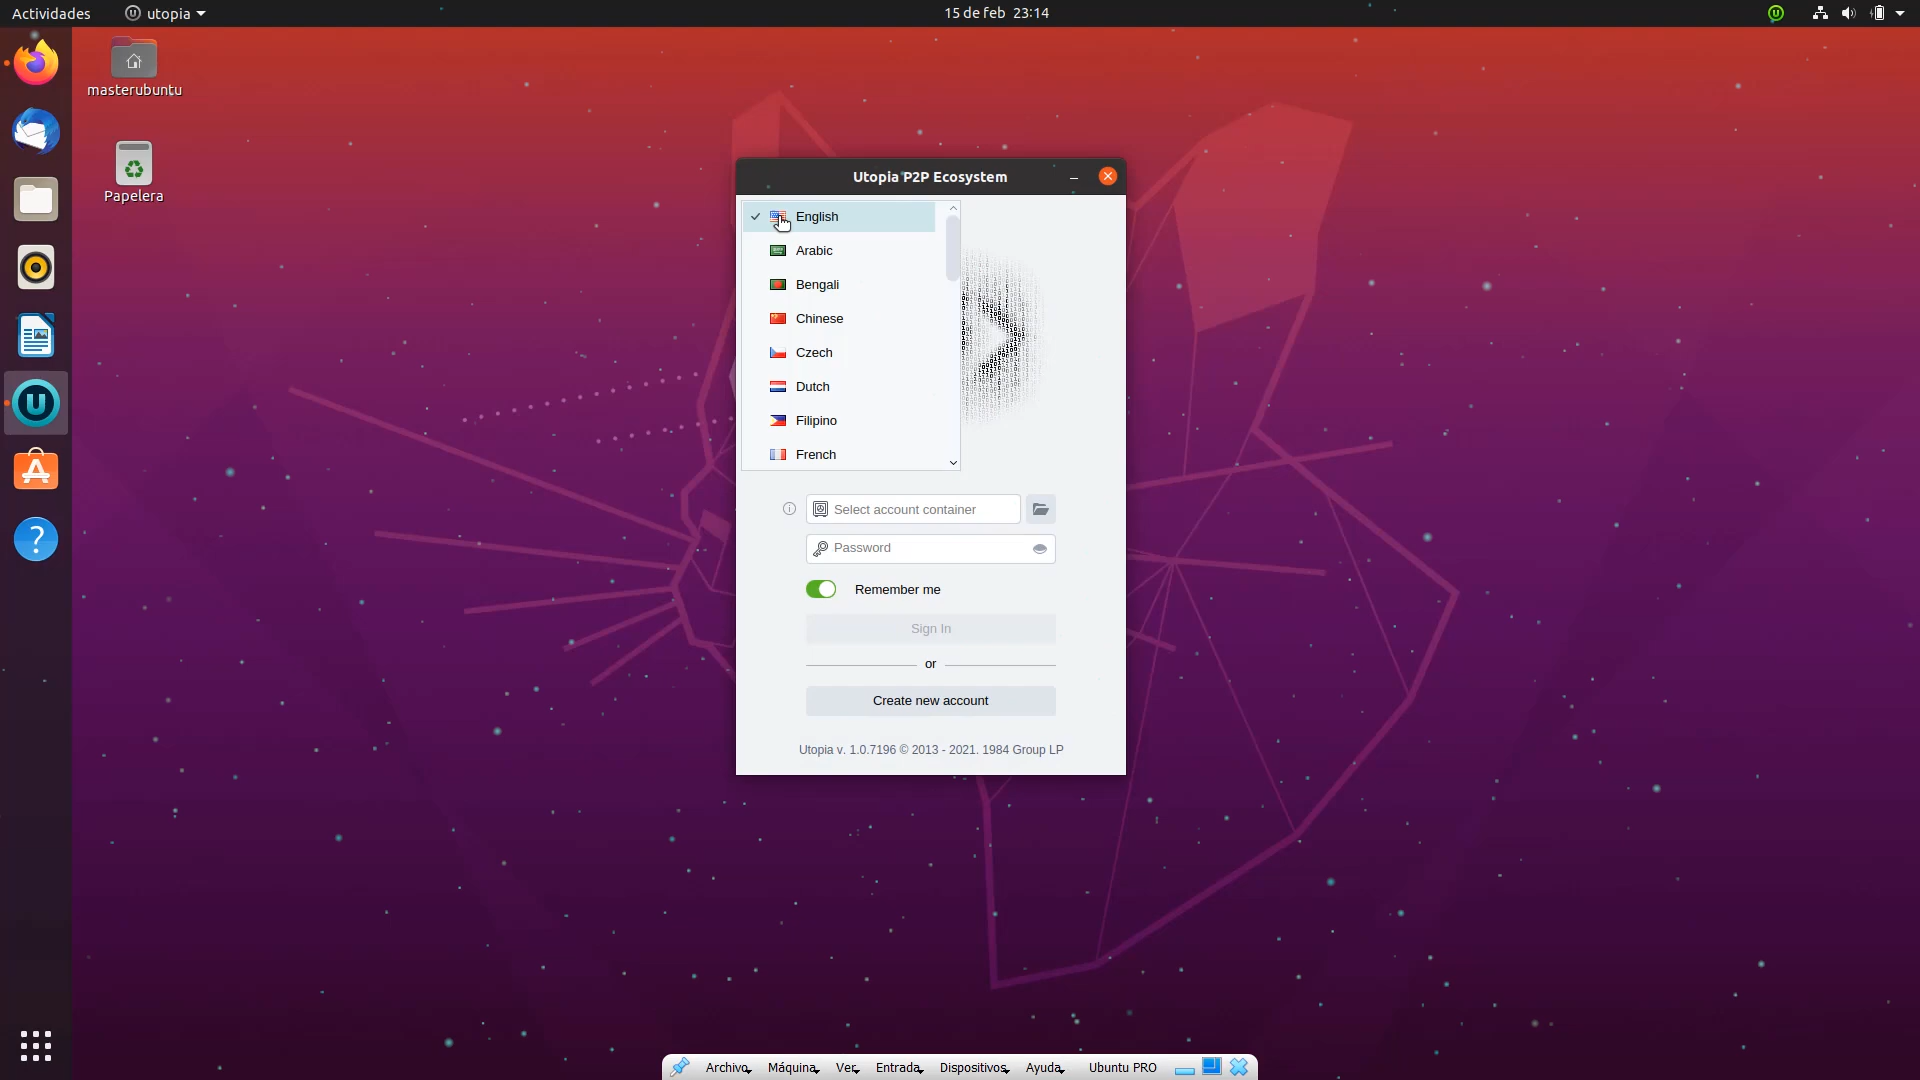 Actividades utopia 15 de feb 23:14
masterubuntu
Papelera
Utopia P2P Ecosystem
English
Arabic
Bengali
Chinese
Czech
Dutch
Filipino
French
Select account container
Password
Remember me
Sign In
or
Create new account
Utopia v. 1.0.7196 © 2013 - 2021. 1984 Group LP
Archivo Máquina Ver Entrada Dispositivos Ayuda Ubuntu PRO